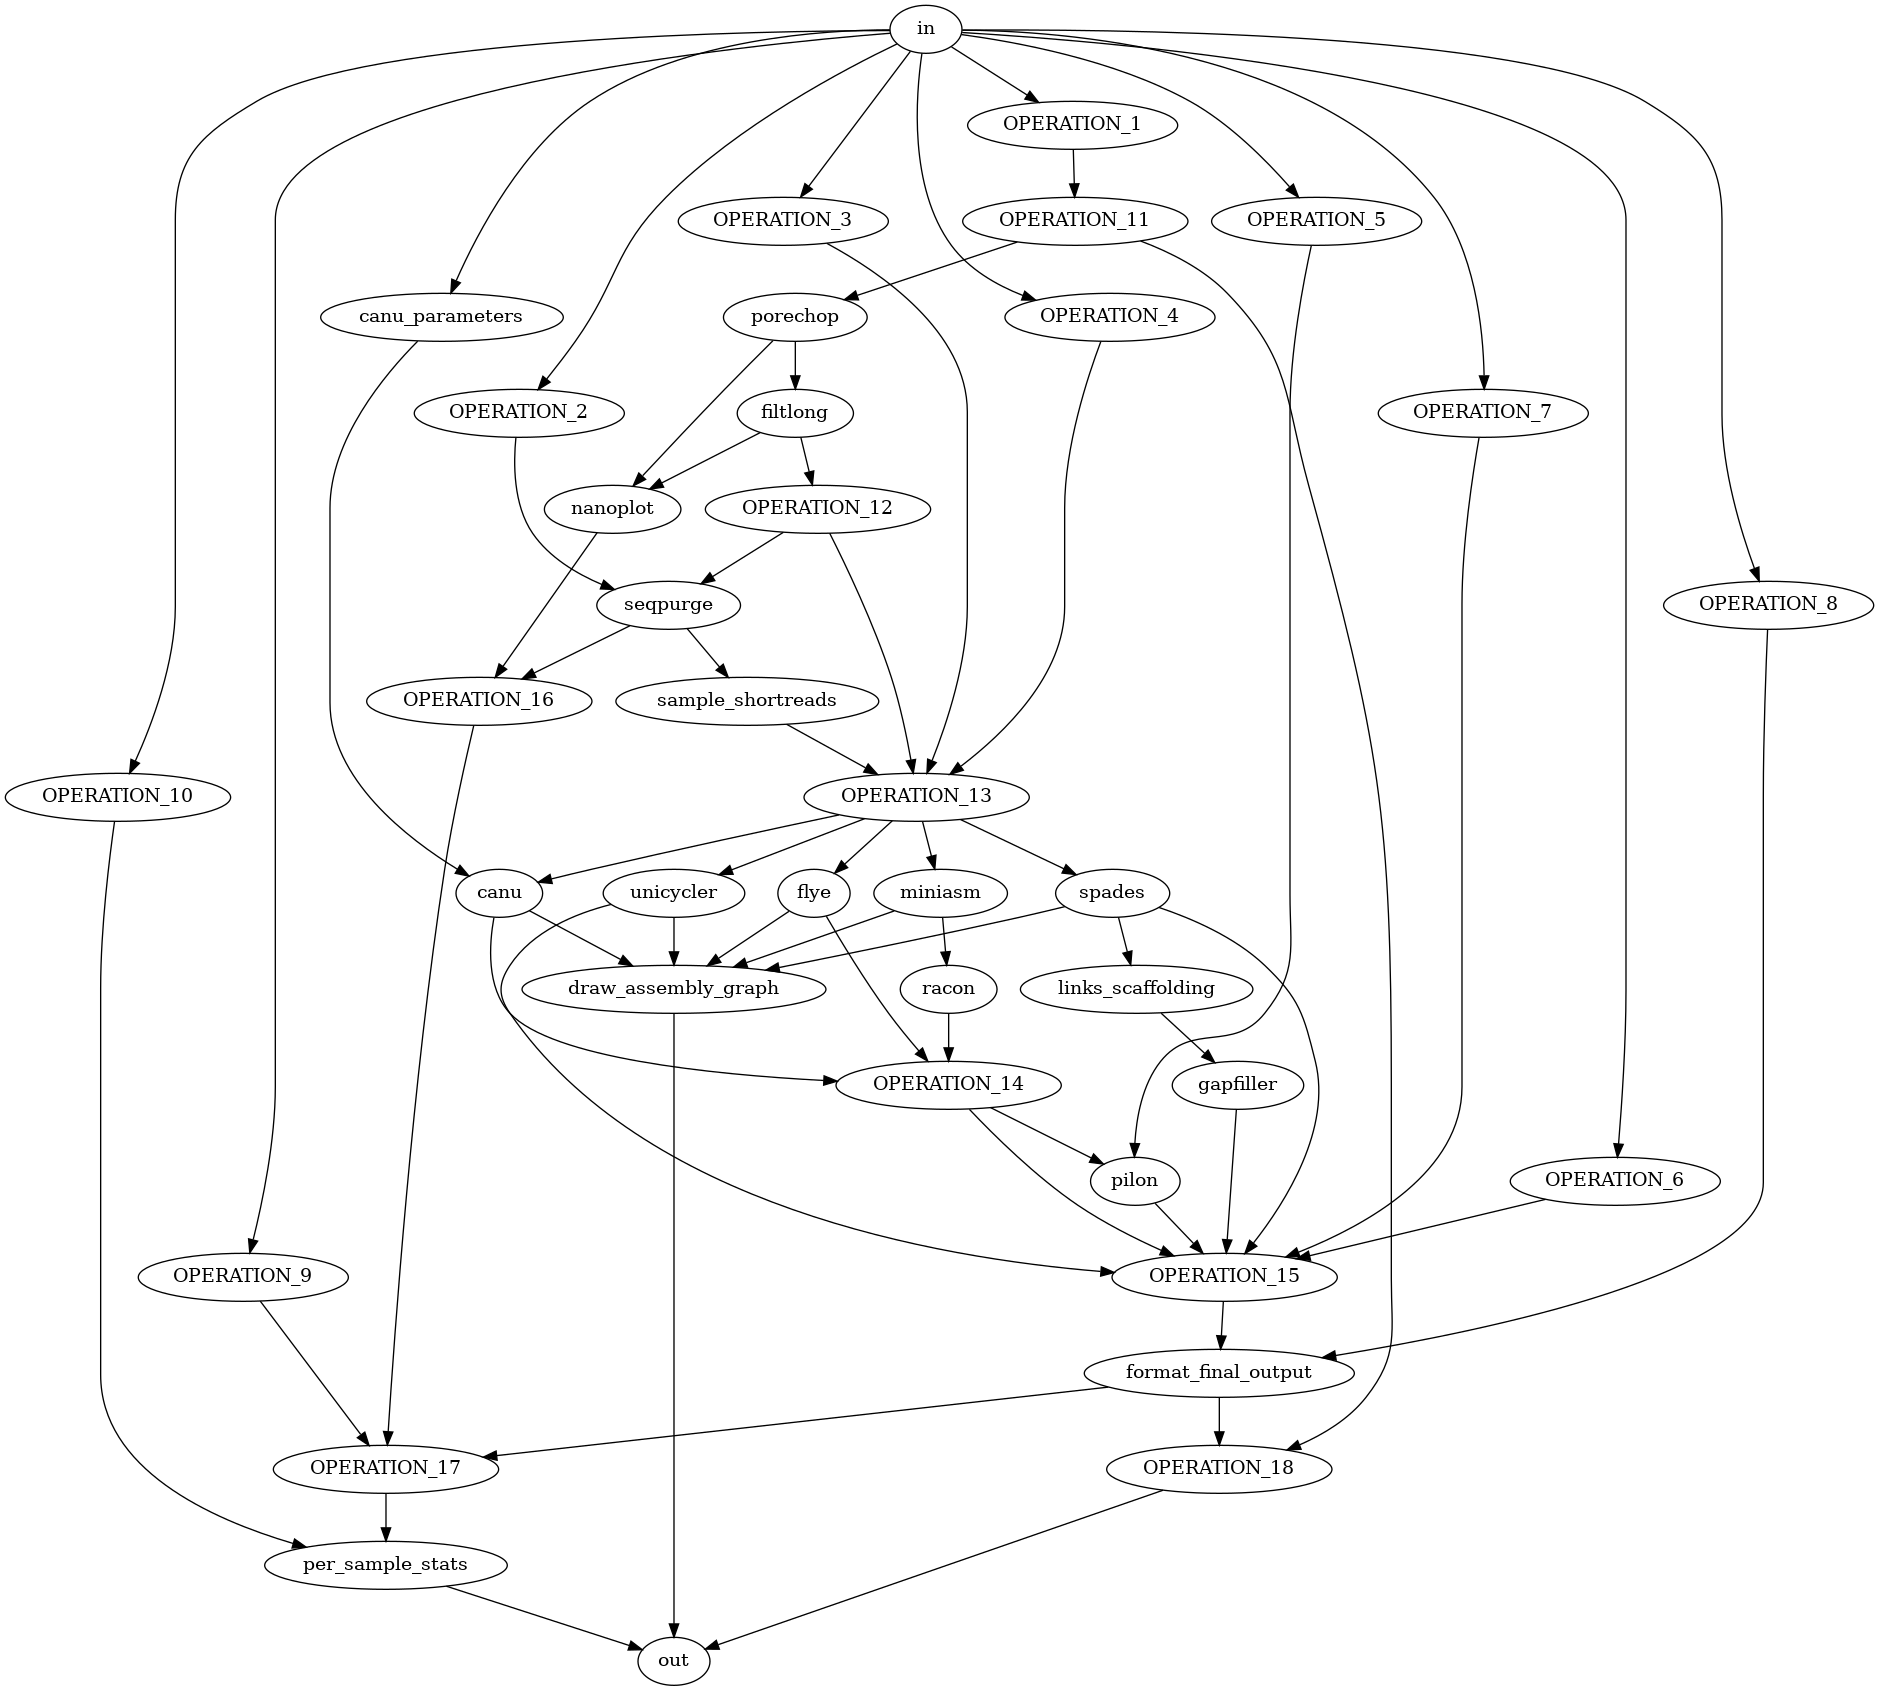 in
OPERATION_1
OPERATION_3
OPERATION_11
OPERATION_5
canu_parameters
porechop
OPERATION_4
OPERATION_2
filtlong
OPERATION_7
nanoplot
OPERATION_12
seqpurge
OPERATION_8
OPERATION_16
sample_shortreads
OPERATION_10
OPERATION_13
canu
unicycler
flye
miniasm
spades
draw_assembly_graph
racon
links_scaffolding
OPERATION_14
gapfiller
pilon
OPERATION_6
OPERATION_9
OPERATION_15
format_final_output
OPERATION_17
OPERATION_18
per_sample_stats
out